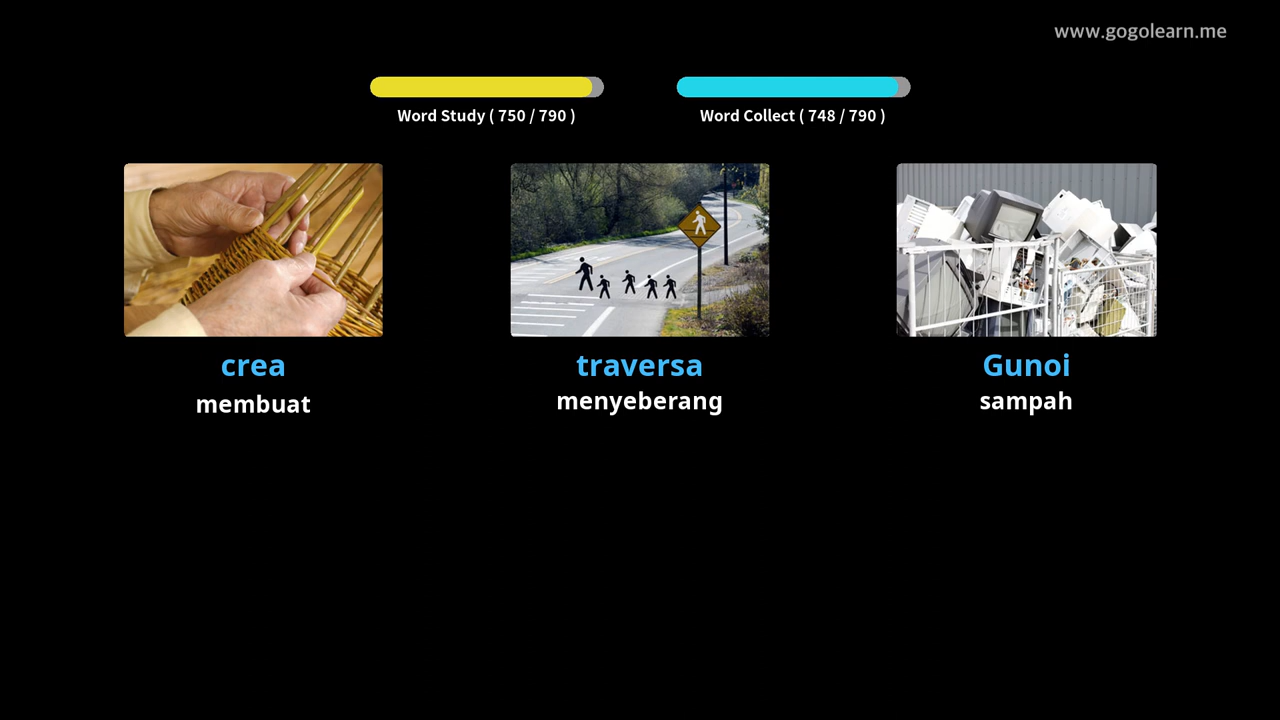 www.gogolearn.me
Word Study ( 750 / 790 )
Word Collect ( 748 / 790 )
crea
membuat
traversa
menyeberang
Gunoi
sampah